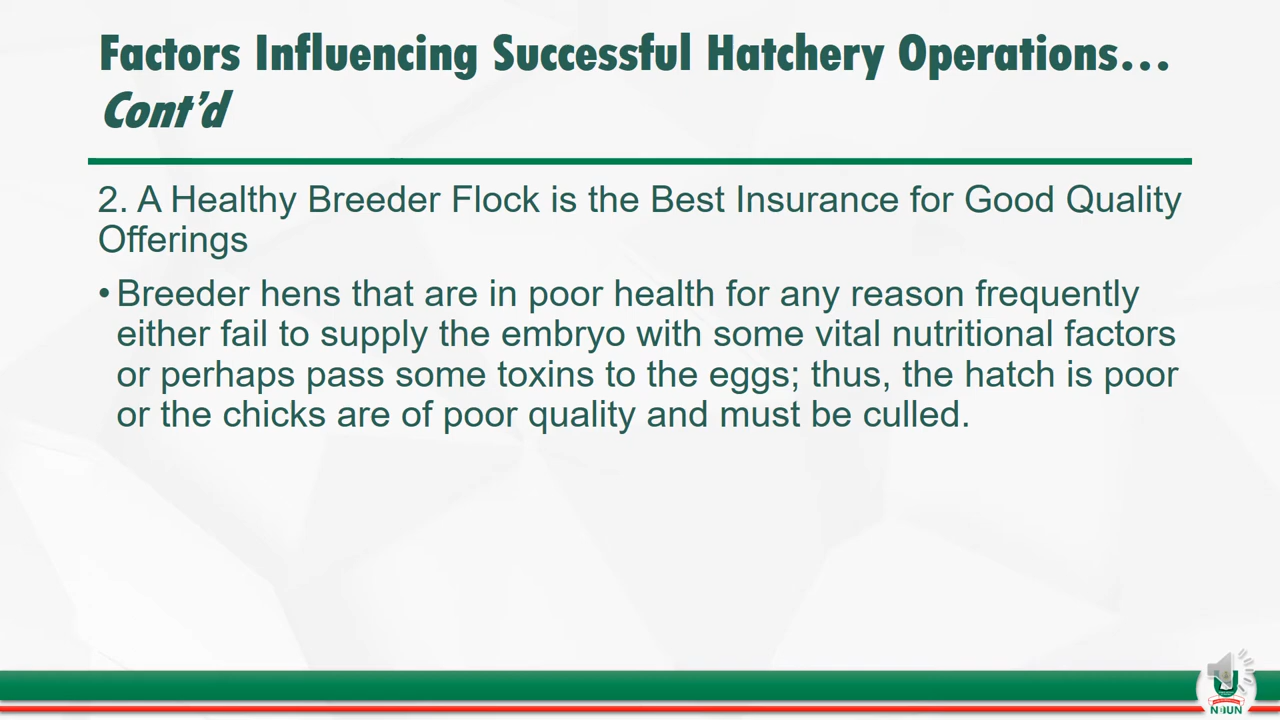 Factors Influencing Successful Hatchery Operations…
Cont’d
2. A Healthy Breeder Flock is the Best Insurance for Good Quality
Offerings
• Breeder hens that are in poor health for any reason frequently
either fail to supply the embryo with some vital nutritional factors
or perhaps pass some toxins to the eggs; thus, the hatch is poor
or the chicks are of poor quality and must be culled.